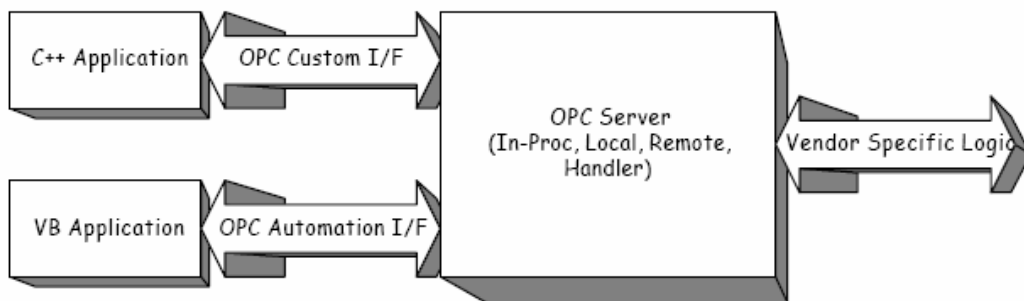 C++ Application
OPC Custom I/F
OPC Server
(In-Proc, Local, Remote,
Handler)
Vendor Specific Logic
VB Application
OPC Automation I/F